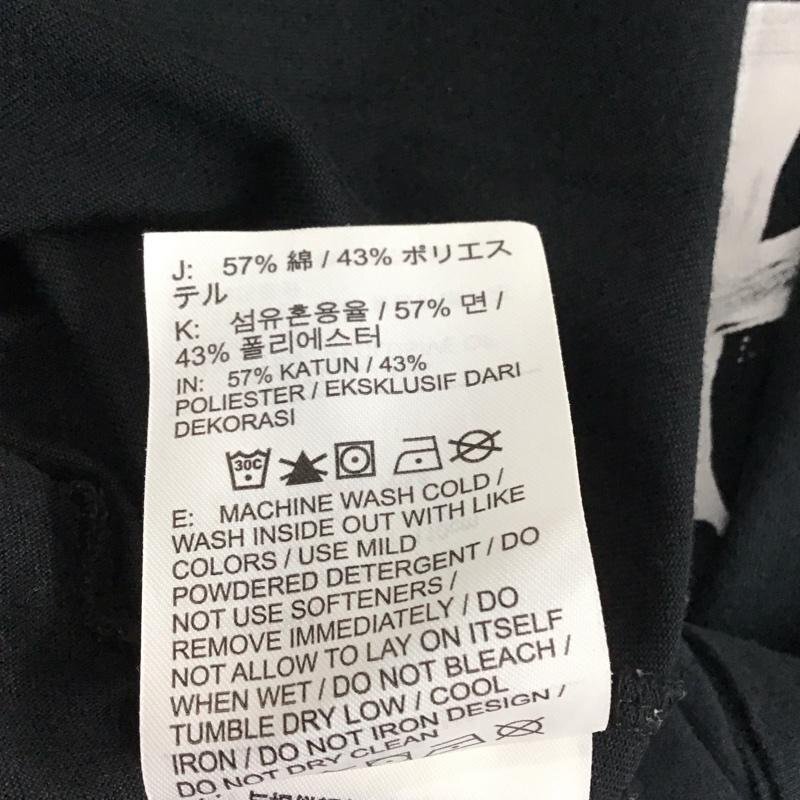 J: 57% 綿 / 43% ポリエス
テル
K: 섬유혼용율 / 57% 면 /
43% 폴리에스터
IN: 57% KATUN / 43%
POLIESTER / EKSKLUSIF DARI
DEKORASI
30C
E: MACHINE WASH COLD /
WASH INSIDE OUT WITH LIKE
COLORS / USE MILD
POWDERED DETERGENT / DO
NOT USE SOFTENERS /
REMOVE IMMEDIATELY / DO
NOT ALLOW TO LAY ON ITSELF
WHEN WET / DO NOT BLEACH /
TUMBLE DRY LOW / COOL
IRON / DO NOT IRON DESIGN /
DO NOT DRY CLEAN